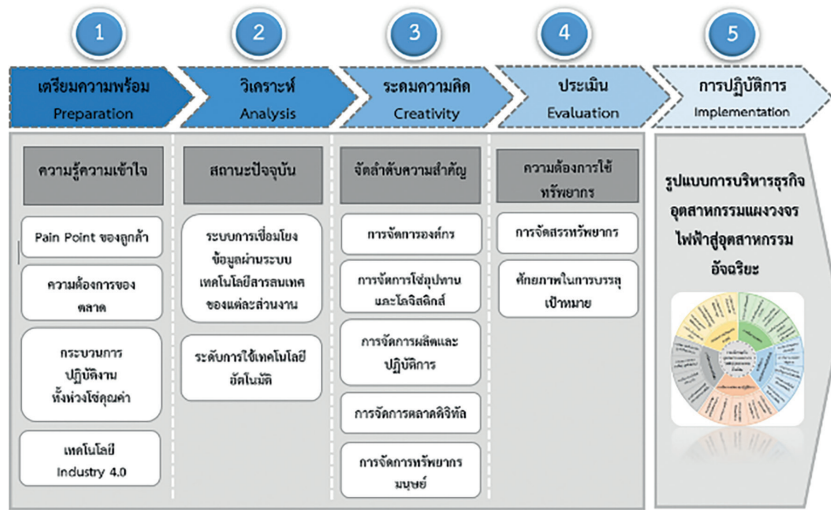 1
2
3
4
5
เตรียมความพร้อม
Preparation
วิเคราะห์
Analysis
ระดมความคิด
Creativity
ประเมิน
Evaluation
การปฏิบัติการ
Implementation
ความรู้ความเข้าใจ
Pain Point ของลูกค้า
ความต้องการของ
ตลาด
กระบวนการ
ปฏิบัติงาน
ทั้งห่วงโซ่คุณค่า
เทคโนโลยี
Industry 4.0
สถานะปัจจุบัน
ระบบการเชื่อมโยง
ข้อมูลผ่านระบบ
เทคโนโลยีสารสนเทศ
ของแต่ละส่วนงาน
ระดับการใช้เทคโนโลยี
อัตโนมัติ
จัดลำดับความสำคัญ
การจัดการองค์กร
การจัดการโซ่อุปทาน
และโลจิสติกส์
การจัดการผลิตและ
ปฏิบัติการ
การจัดการตลาดดิจิทัล
การจัดการทรัพยากร
มนุษย์
ความต้องการใช้
ทรัพยากร
การจัดสรรทรัพยากร
ศักยภาพในการบรรลุ
เป้าหมาย
รูปแบบการบริหารธุรกิจ
อุตสาหกรรมแผงวงจร
ไฟฟ้าสู่อุตสาหกรรม
อัจฉริยะ